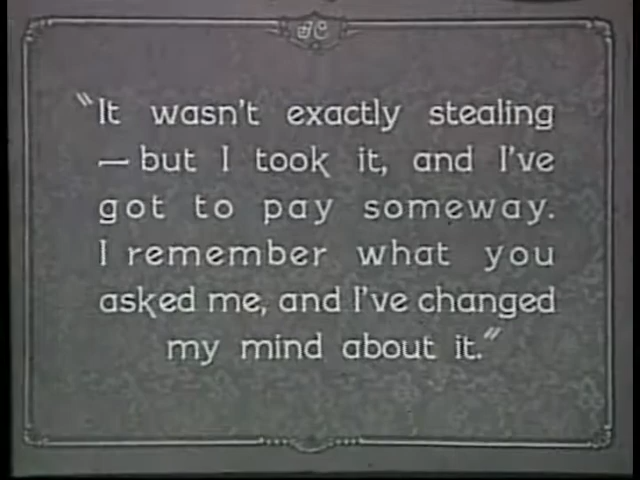 "It wasn't exactly stealing
— but I took it, and I've
got to pay someway.
I remember what you
asked me, and I've changed
my mind about it."